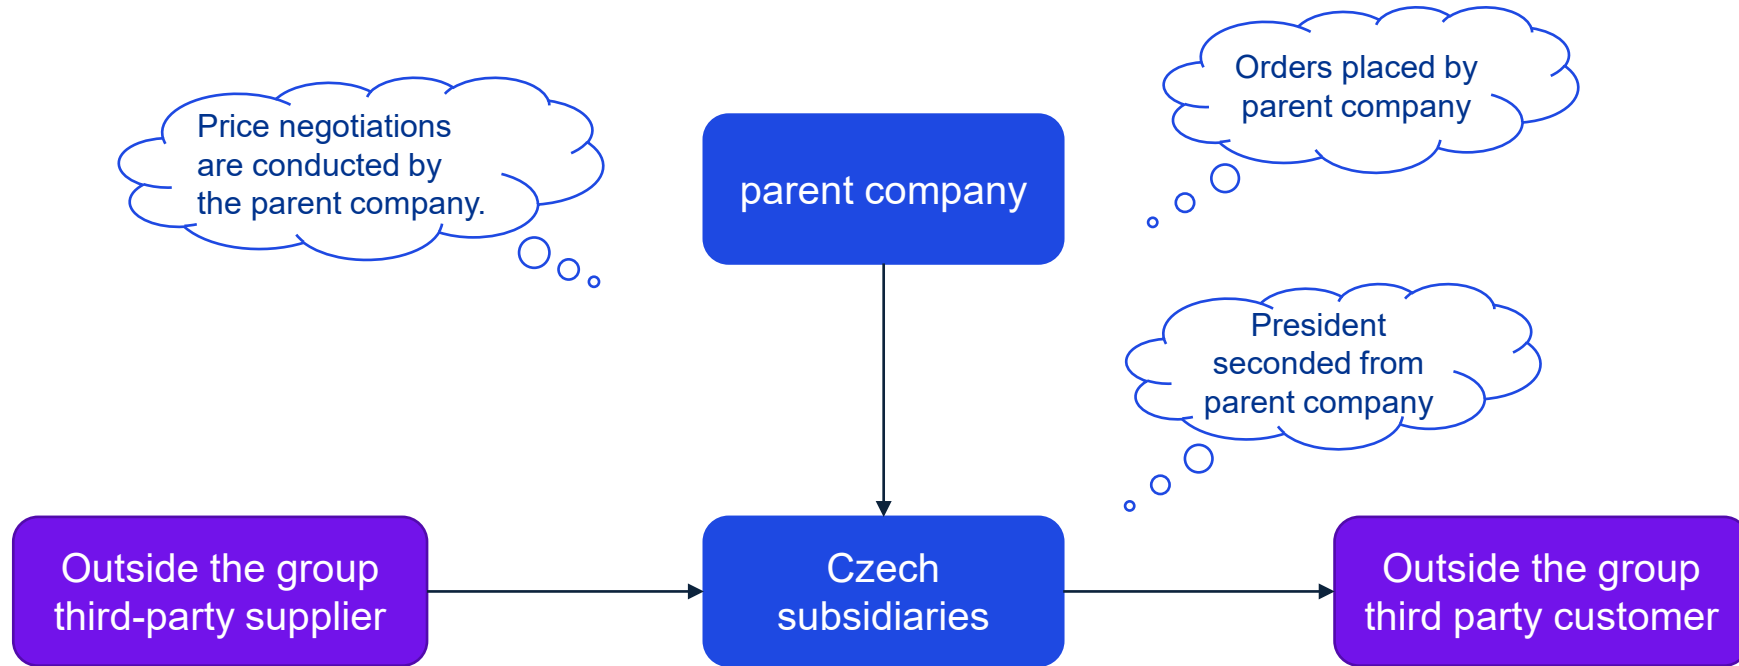 Orders placed by
parent company
Price negotiations
are conducted by
the parent company.
parent company
President
seconded from
parent company
Outside the group
third-party supplier
Czech
subsidiaries
Outside the group
third party customer